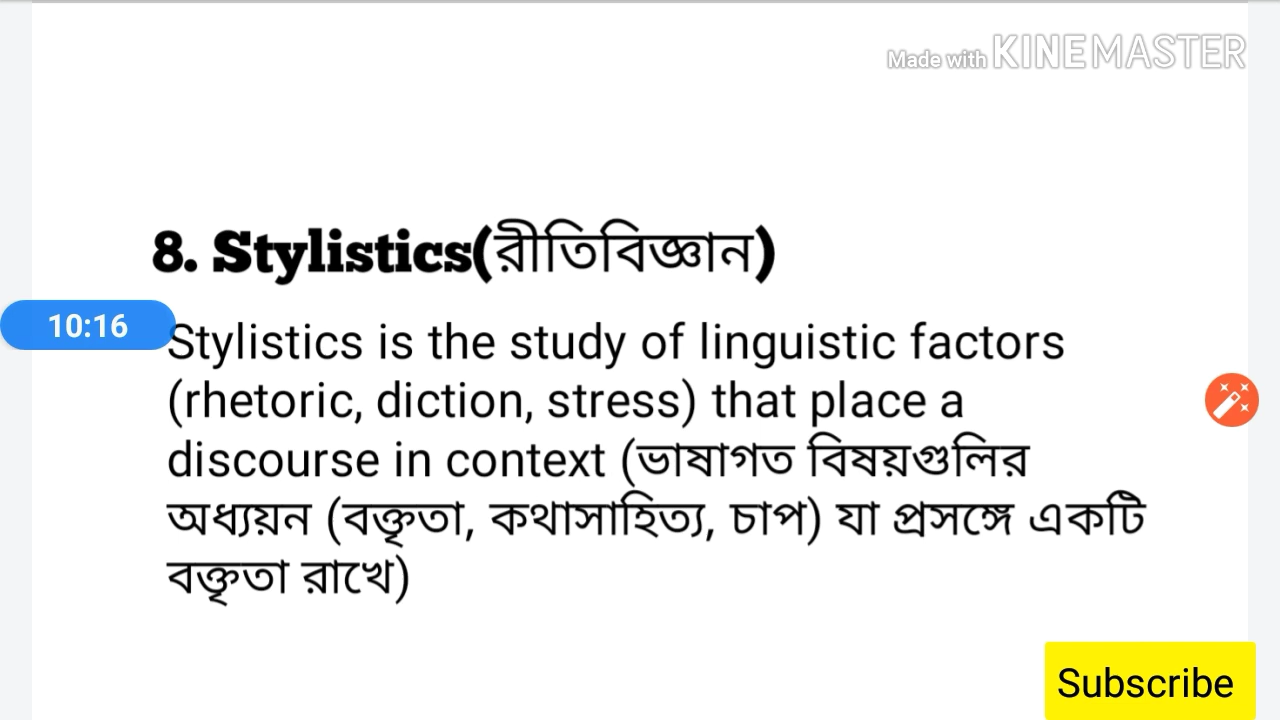 Made with KINEMASTER
8. Stylistics(রীতিবিজ্ঞান)
10:16
Stylistics is the study of linguistic factors
(rhetoric, diction, stress) that place a
discourse in context (ভাষাগত বিষয়গুলির
অধ্যয়ন (বক্তৃতা, কথাসাহিত্য, চাপ) যা প্রসঙ্গে একটি
বক্তৃতা রাখে)
Subscribe